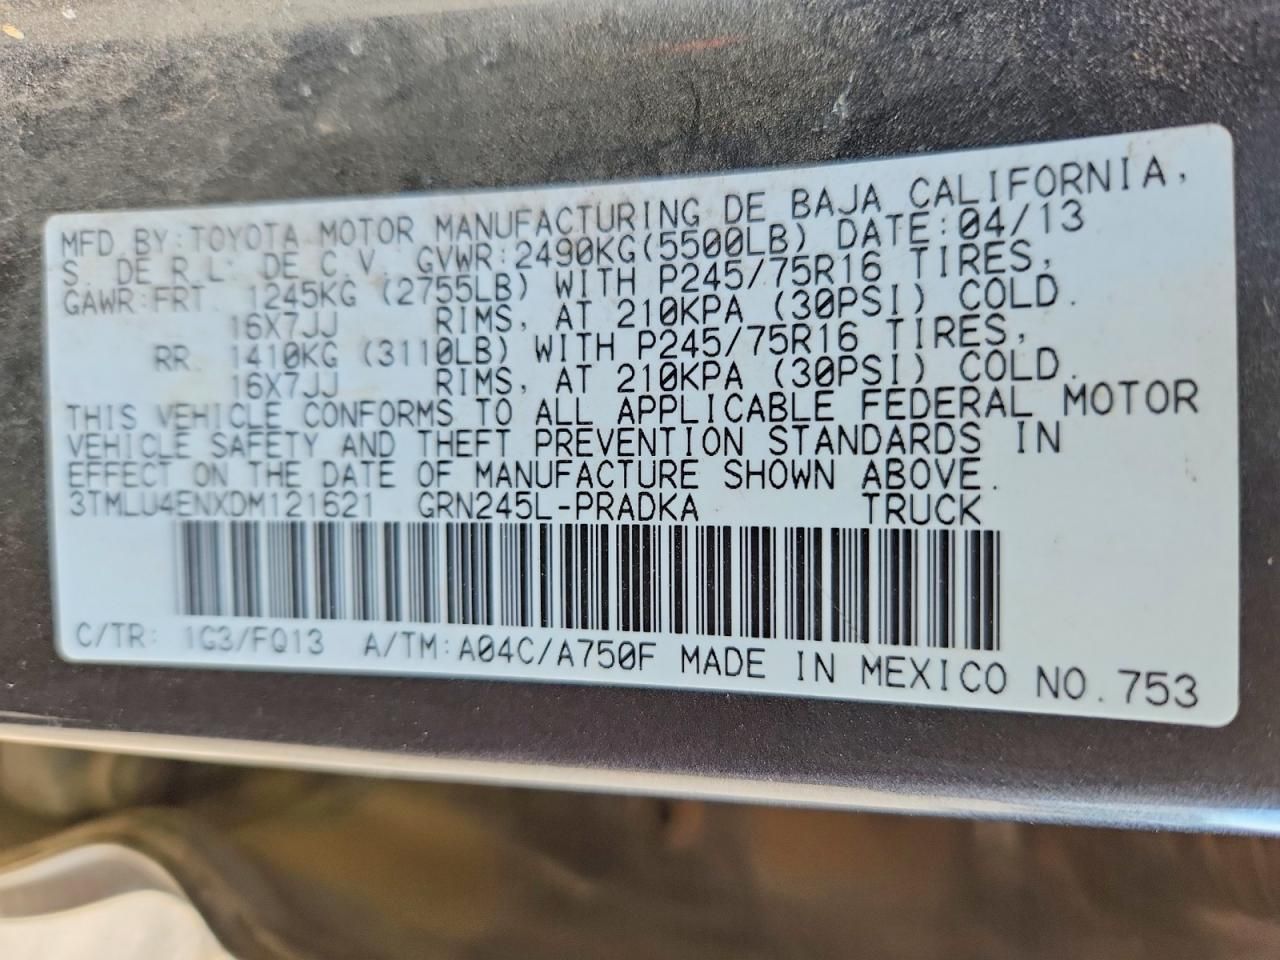 MFD. BY: TOYOTA MOTOR MANUFACTURING DE BAJA CALIFORNIA,
S. DE R.L. DE C.V. GVWR:2490KG(5500LB) DATE:04/13
GAWR:FRT 1245KG (2755LB) WITH P245/75R16 TIRES,
16X7JJ RIMS, AT 210KPA (30PSI) COLD.
RR 1410KG (3110LB) WITH P245/75R16 TIRES,
16X7JJ RIMS, AT 210KPA (30PSI) COLD.
THIS VEHICLE CONFORMS TO ALL APPLICABLE FEDERAL MOTOR
VEHICLE SAFETY AND THEFT PREVENTION STANDARDS IN
EFFECT ON THE DATE OF MANUFACTURE SHOWN ABOVE.
3TMLU4ENXDM121621 GRN245L-PRADKA TRUCK
C/TR: 1G3/FQ13 A/TM:A04C/A750F MADE IN MEXICO NO.753